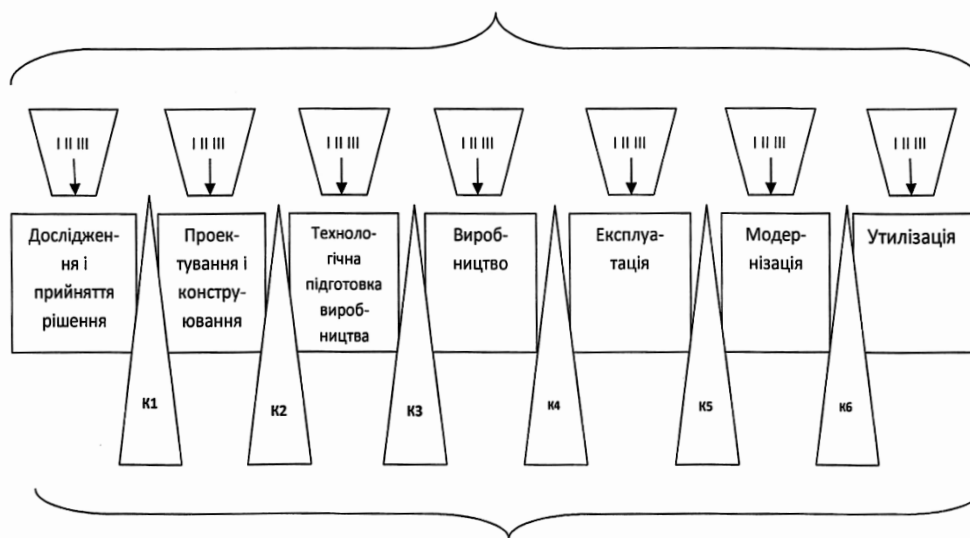 I II III
I II III
I II III
I II III
I II III
I II III
I II III
Дослiджен-
ня i
прийняття
рішення
Проек-
тування і
констру-
ювання
Техноло-
гічна
підготовка
вироб-
ництва
Вироб-
ництво
Експлуа-
тація
Модер-
нізація
Утилізація
К1
К2
К3
К4
К5
К6